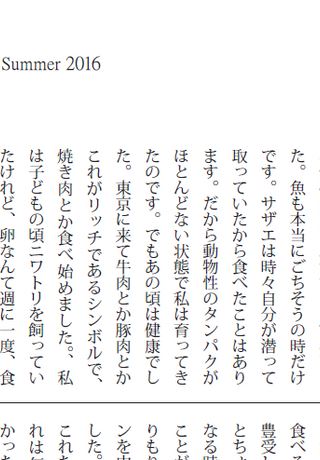 Summer 2016
た。魚も本当にごちそうの時だけ
です。サザエは時々自分が潜って
取っていたから食べたことはあり
ます。だから動物性のタンパクが
ほとんどない状態で私は育ってき
たのです。でもあの頃は健康でし
た。東京に来て牛肉とか豚肉とか
これがリッチであるシンボルで、
焼き肉とか食べ始めました。、私
は子どもの頃ニワトリを飼ってい
たけれど、卵なんて週に一度、食
食べ
豊受
とち
なる
ことが
りもり
ンを
した。
これ
れは
かっ